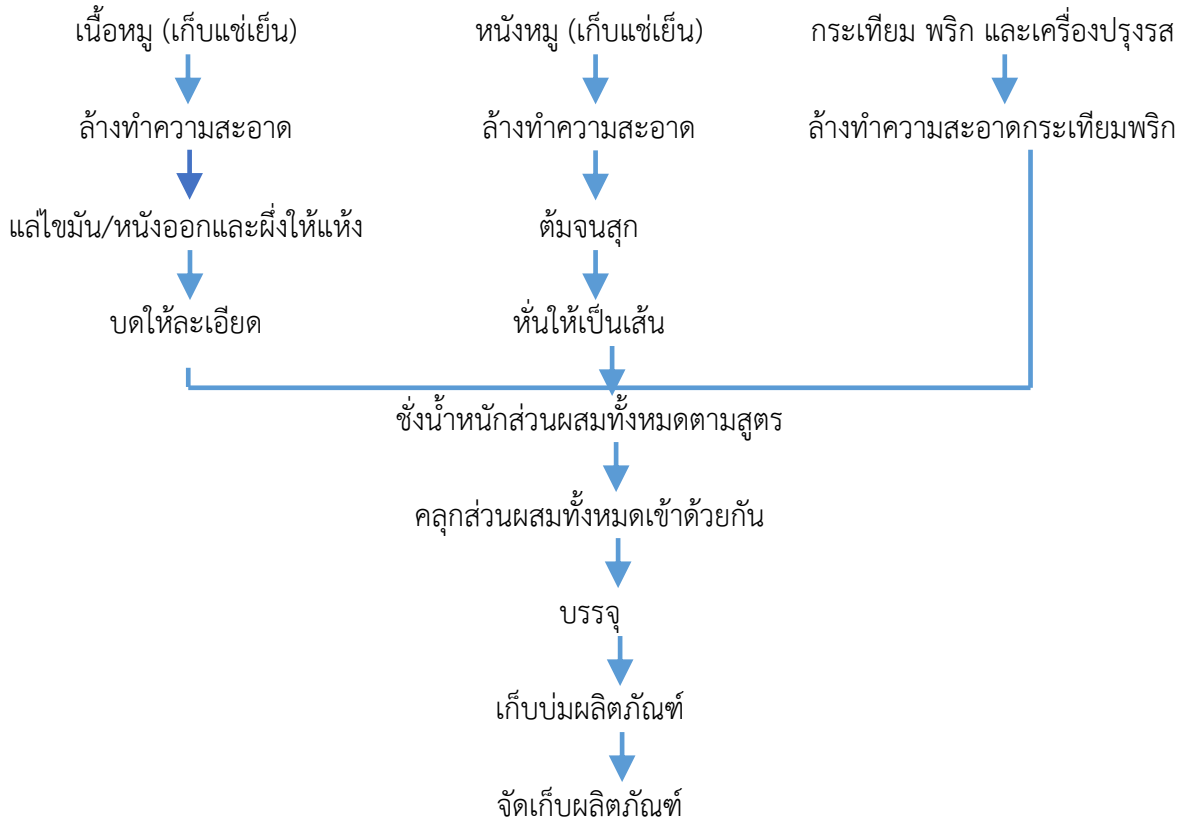 เนื้อหมู (เก็บแช่เย็น)
หนังหมู (เก็บแช่เย็น)
กระเทียม พริก และเครื่องปรุงรส
ล้างทำความสะอาด
ล้างทำความสะอาด
ล้างทำความสะอาดกระเทียมพริก
แล่ไขมัน/หนังออกและผึ่งให้แห้ง
ต้มจนสุก
บดให้ละเอียด
หั่นให้เป็นเส้น
ชั่งน้ำหนักส่วนผสมทั้งหมดตามสูตร
คลุกส่วนผสมทั้งหมดเข้าด้วยกัน
บรรจุ
เก็บบ่มผลิตภัณฑ์
จัดเก็บผลิตภัณฑ์